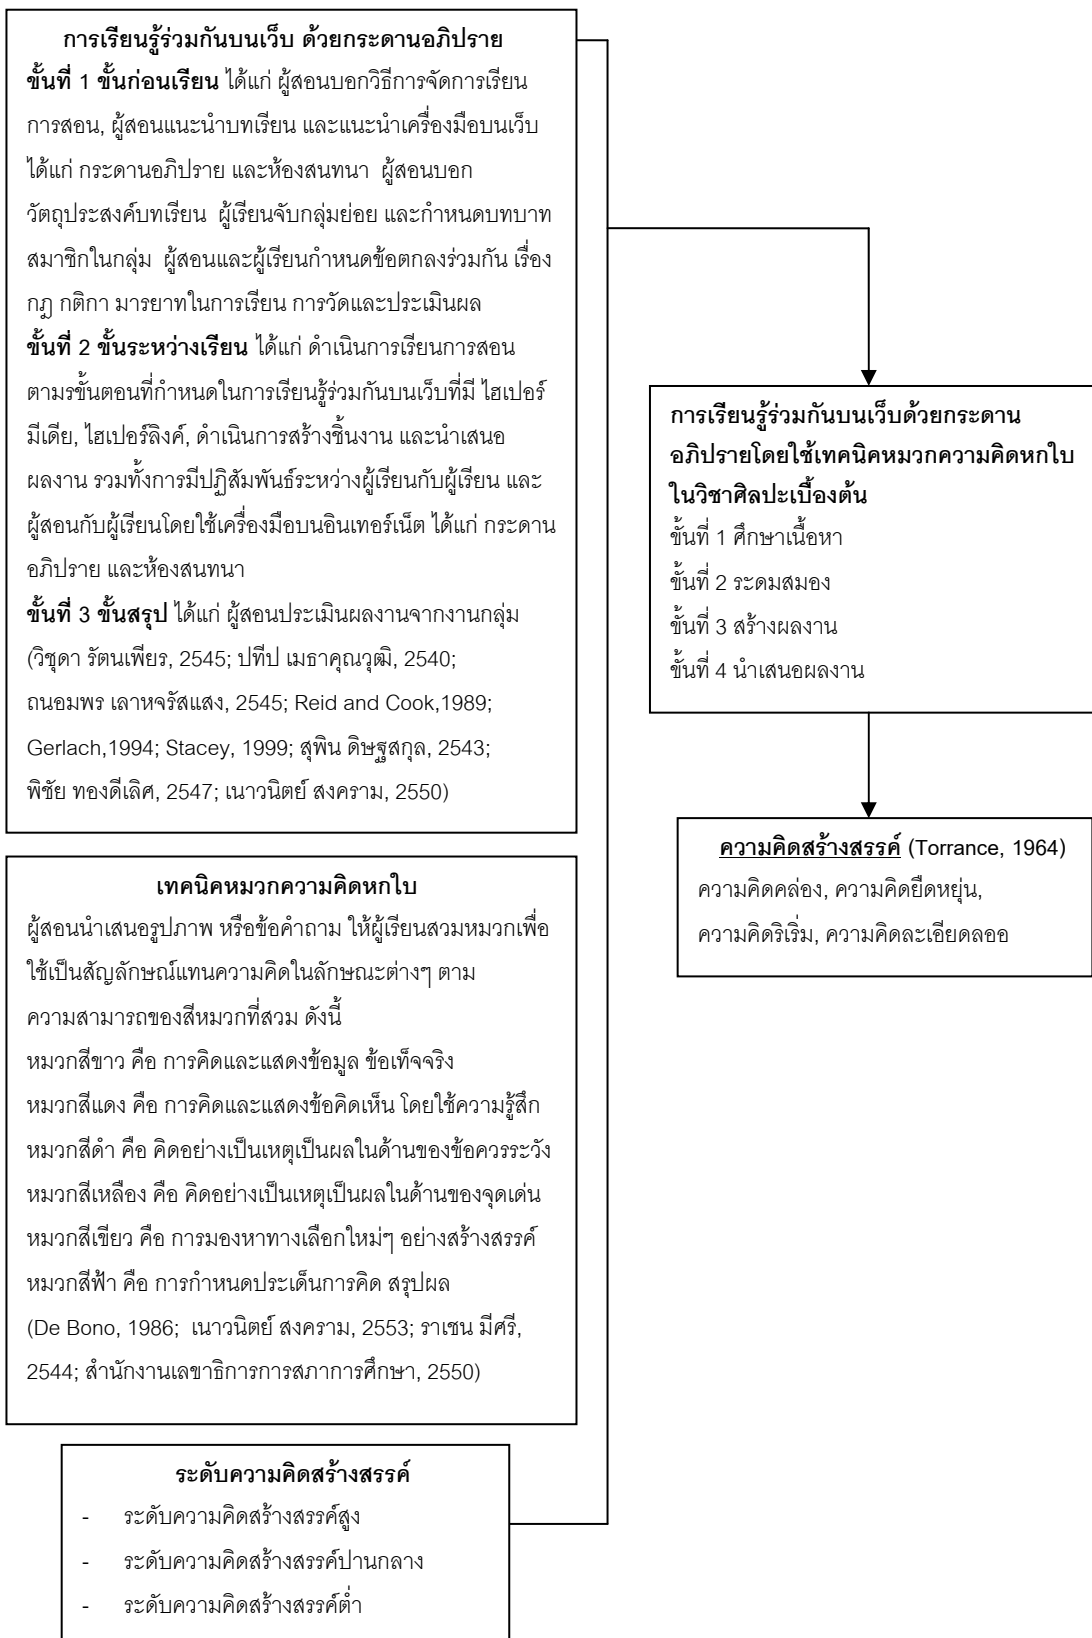 การเรียนรู้ร่วมกันบนเว็บ ด้วยกระดานอภิปราย
ขั้นที่ 1 ขั้นก่อนเรียน ได้แก่ ผู้สอนบอกวิธีการจัดการเรียน
การสอน, ผู้สอนแนะนำบทเรียน และแนะนำเครื่องมือบนเว็บ
ได้แก่ กระดานอภิปราย และห้องสนทนา ผู้สอนบอก
วัตถุประสงค์บทเรียน ผู้เรียนจับกลุ่มย่อย และกำหนดบทบาท
สมาชิกในกลุ่ม ผู้สอนและผู้เรียนกำหนดข้อตกลงร่วมกัน เรื่อง
กฎ กติกา มารยาทในการเรียน การวัดและประเมินผล
ขั้นที่ 2 ขั้นระหว่างเรียน ได้แก่ ดำเนินการเรียนการสอน
ตามรขั้นตอนที่กำหนดในการเรียนรู้ร่วมกันบนเว็บที่มี ไฮเปอร์
มีเดีย, ไฮเปอร์ลิงค์, ดำเนินการสร้างชิ้นงาน และนำเสนอ
ผลงาน รวมทั้งการมีปฏิสัมพันธ์ระหว่างผู้เรียนกับผู้เรียน และ
ผู้สอนกับผู้เรียนโดยใช้เครื่องมือบนอินเทอร์เน็ต ได้แก่ กระดาน
อภิปราย และห้องสนทนา
ขั้นที่ 3 ขั้นสรุป ได้แก่ ผู้สอนประเมินผลงานจากงานกลุ่ม
(วิชุดา รัตนเพียร, 2545; ปทีป เมธาคุณวุฒิ, 2540;
ถนอมพร เลาหจรัสแสง, 2545; Reid and Cook,1989;
Gerlach,1994; Stacey, 1999; สุพิน ดิษฐสกุล, 2543;
พิชัย ทองดีเลิศ, 2547; เนาวนิตย์ สงคราม, 2550)
การเรียนรู้ร่วมกันบนเว็บด้วยกระดาน
อภิปรายโดยใช้เทคนิคหมวกความคิดหกใบ
ในวิชาศิลปะเบื้องต้น
ขั้นที่ 1 ศึกษาเนื้อหา
ขั้นที่ 2 ระดมสมอง
ขั้นที่ 3 สร้างผลงาน
ขั้นที่ 4 นำเสนอผลงาน
ความคิดสร้างสรรค์ (Torrance, 1964)
ความคิดคล่อง, ความคิดยืดหยุ่น,
ความคิดริเริ่ม, ความคิดละเอียดลออ
เทคนิคหมวกความคิดหกใบ
ผู้สอนนำเสนอรูปภาพ หรือข้อคำถาม ให้ผู้เรียนสวมหมวกเพื่อ
ใช้เป็นสัญลักษณ์แทนความคิดในลักษณะต่างๆ ตาม
ความสามารถของสีหมวกที่สวม ดังนี้
หมวกสีขาว คือ การคิดและแสดงข้อมูล ข้อเท็จจริง
หมวกสีแดง คือ การคิดและแสดงข้อคิดเห็น โดยใช้ความรู้สึก
หมวกสีดำ คือ คิดอย่างเป็นเหตุเป็นผลในด้านของข้อควรระวัง
หมวกสีเหลือง คือ คิดอย่างเป็นเหตุเป็นผลในด้านของจุดเด่น
หมวกสีเขียว คือ การมองหาทางเลือกใหม่ๆ อย่างสร้างสรรค์
หมวกสีฟ้า คือ การกำหนดประเด็นการคิด สรุปผล
(De Bono, 1986; เนาวนิตย์ สงคราม, 2553; ราเชน มีศรี,
2544; สำนักงานเลขาธิการการสภาการศึกษา, 2550)
ระดับความคิดสร้างสรรค์
- ระดับความคิดสร้างสรรค์สูง
- ระดับความคิดสร้างสรรค์ปานกลาง
- ระดับความคิดสร้างสรรค์ต่ำ